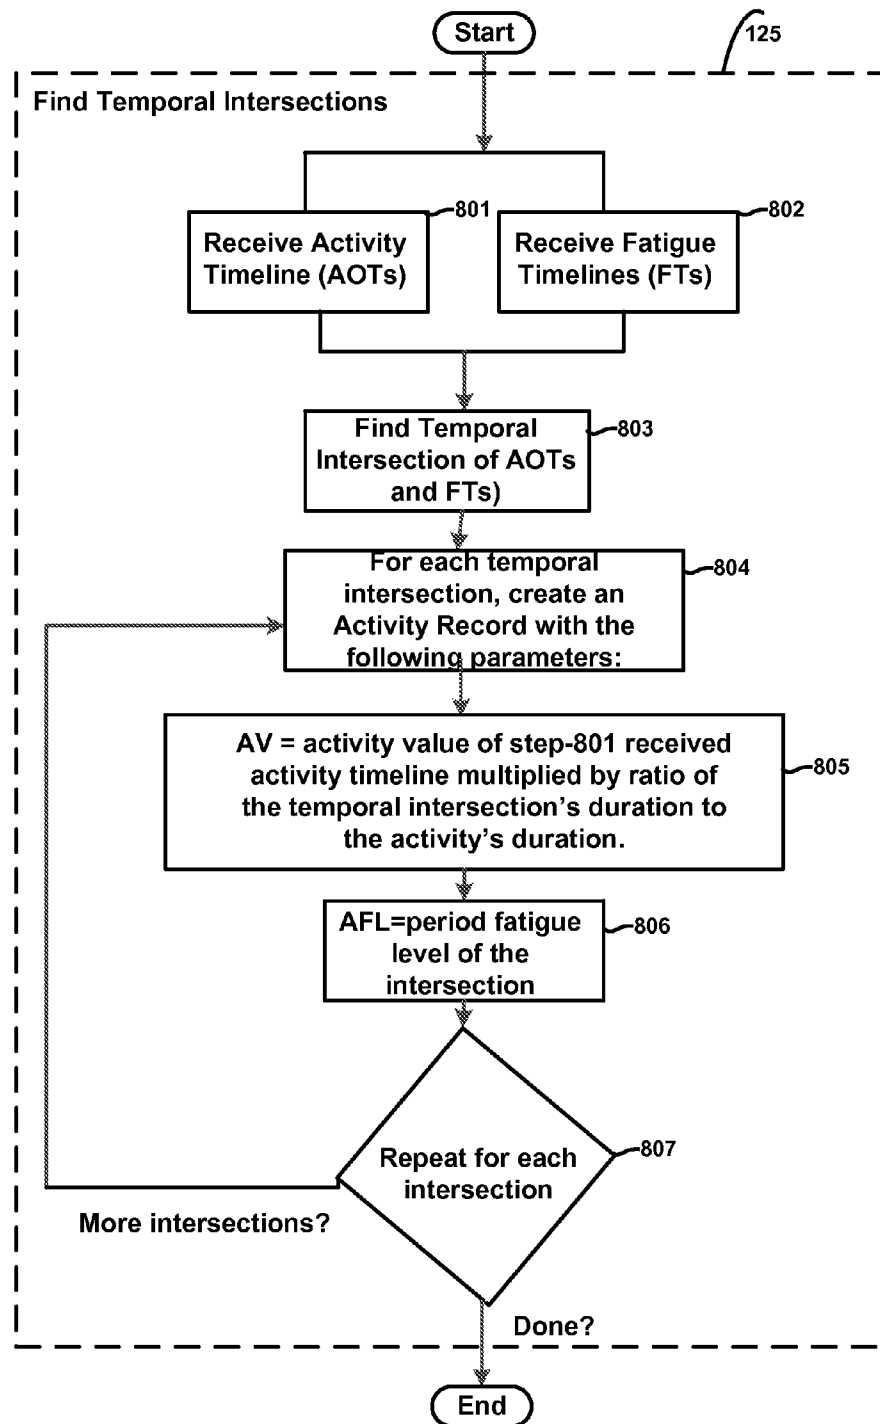 Start
125
Find Temporal Intersections
801
Receive Activity
Timeline (AOTs)
802
Receive Fatigue
Timelines (FTs)
Find Temporal
Intersection of AOTs
and FTs)
803
For each temporal
intersection, create an
Activity Record with the
following parameters:
804
AV = activity value of step-801 received
activity timeline multiplied by ratio of
the temporal intersection's duration to
the activity's duration.
805
AFL=period fatigue
level of the
intersection
806
Repeat for each
intersection
807
More intersections?
Done?
End